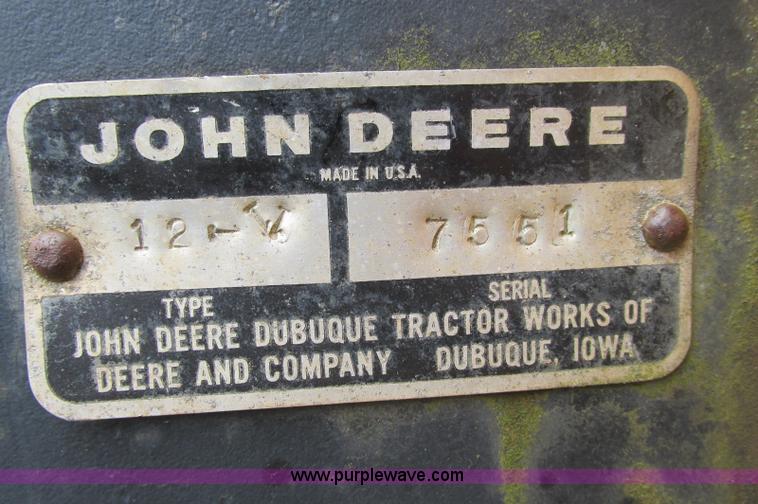 JOHN DEERE
MADE IN U.S.A.
12 7551
TYPE SERIAL
JOHN DEERE DUBUQUE TRACTOR WORKS OF
DEERE AND COMPANY DUBUQUE, IOWA
www.purplewave.com